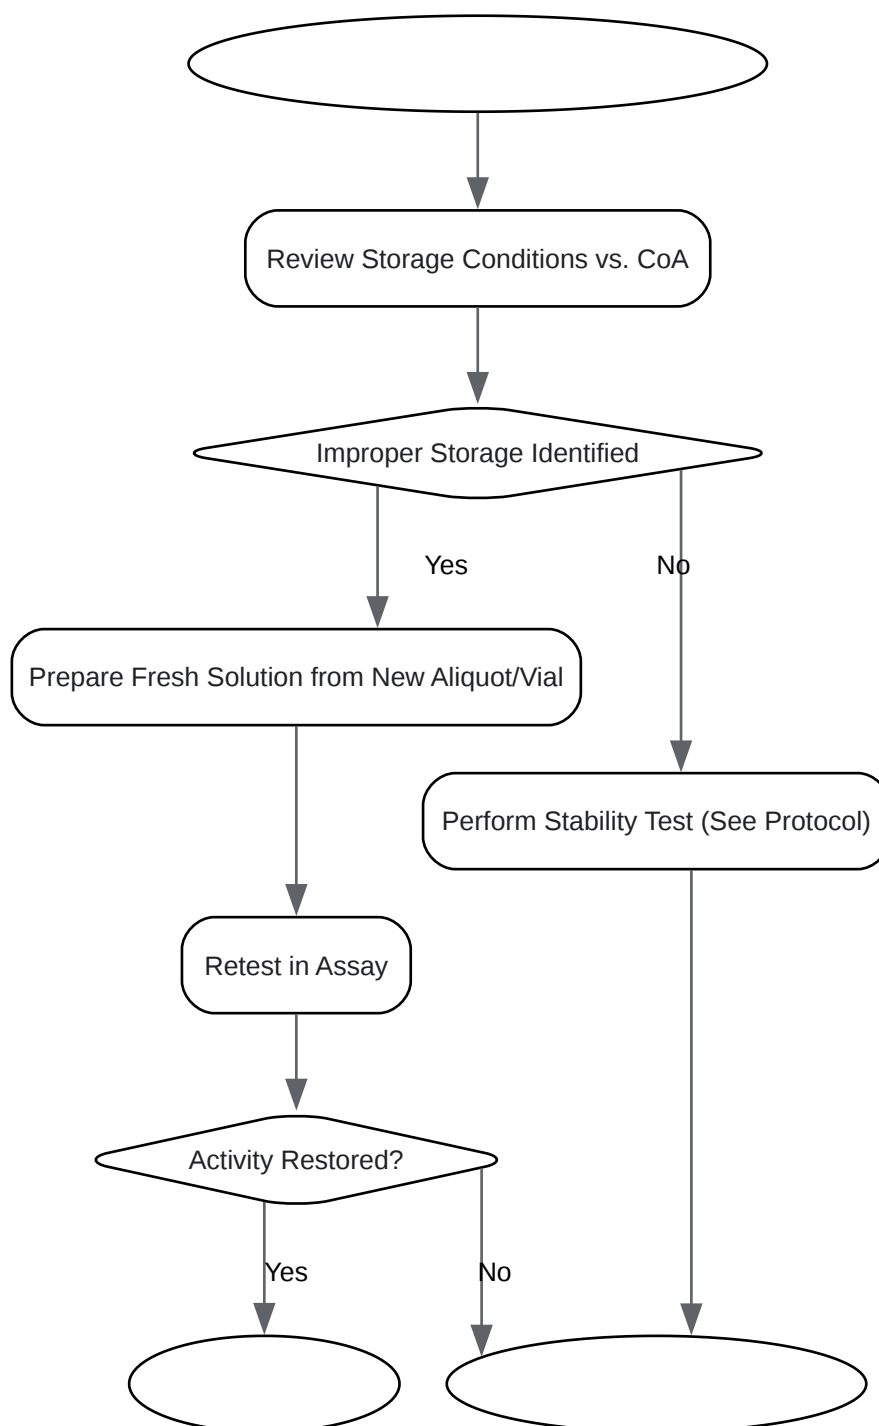 Review Storage Conditions vs. CoA
Improper Storage Identified
Yes
No
Prepare Fresh Solution from New Aliquot/Vial
Perform Stability Test (See Protocol)
Retest in Assay
Activity Restored?
Yes
No